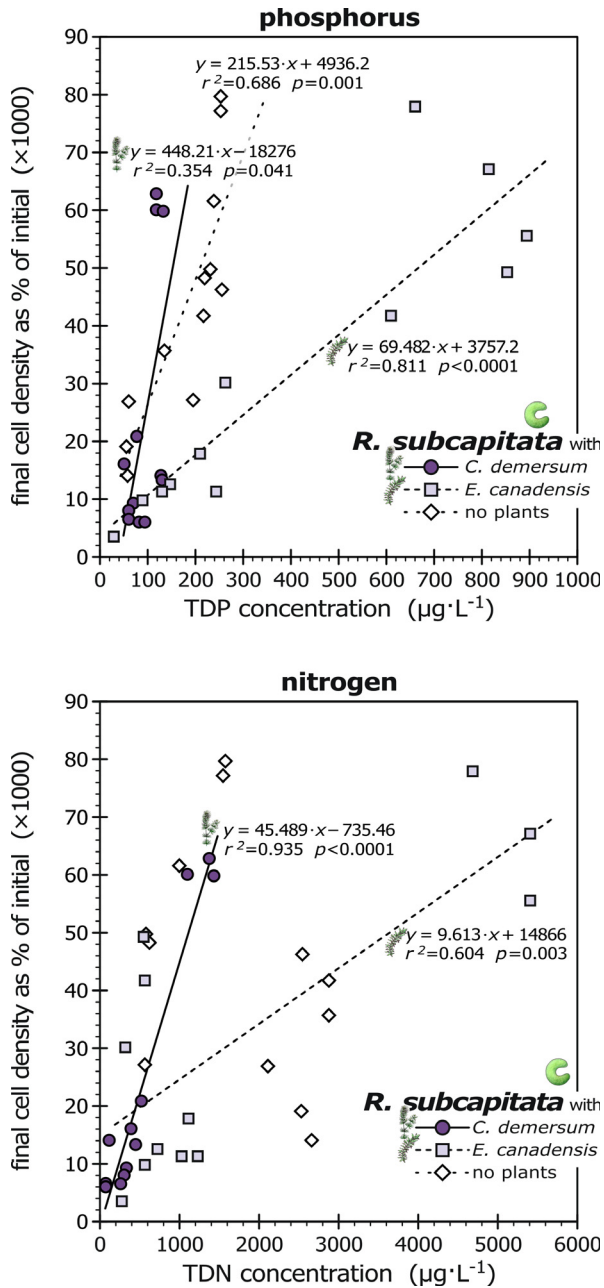 phosphorus
final cell density as % of initial (×1000)
90
80
70
60
50
40
30
20
10
0
y = 215.53·x + 4936.2
r²=0.686 p=0.001
y = 448.21·x−18276
r²=0.354 p=0.041
y = 69.482·x + 3757.2
r²=0.811 p<0.0001
R. subcapitata with
C. demersum
E. canadensis
no plants
0 100 200 300 400 500 600 700 800 900 1000
TDP concentration (µg·L⁻¹)
nitrogen
final cell density as % of initial (×1000)
90
80
70
60
50
40
30
20
10
0
y = 45.489·x−735.46
r²=0.935 p<0.0001
y = 9.613·x + 14866
r²=0.604 p=0.003
R. subcapitata with
C. demersum
E. canadensis
no plants
0 1000 2000 3000 4000 5000 6000
TDN concentration (µg·L⁻¹)